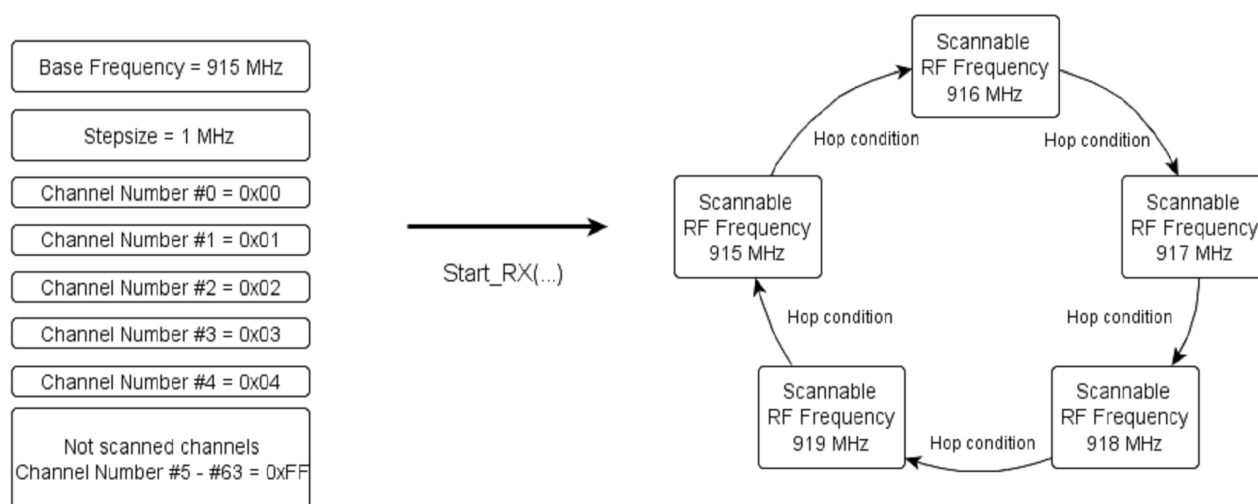 Base Frequency = 915 MHz
Stepsize = 1 MHz
Channel Number #0 = 0x00
Channel Number #1 = 0x01
Channel Number #2 = 0x02
Channel Number #3 = 0x03
Channel Number #4 = 0x04
Not scanned channels
Channel Number #5 - #63 = 0xFF
Start_RX(...)
Scannable
RF Frequency
916 MHz
Hop condition
Hop condition
Scannable
RF Frequency
915 MHz
Scannable
RF Frequency
917 MHz
Hop condition
Hop condition
Scannable
RF Frequency
919 MHz
Hop condition
Scannable
RF Frequency
918 MHz